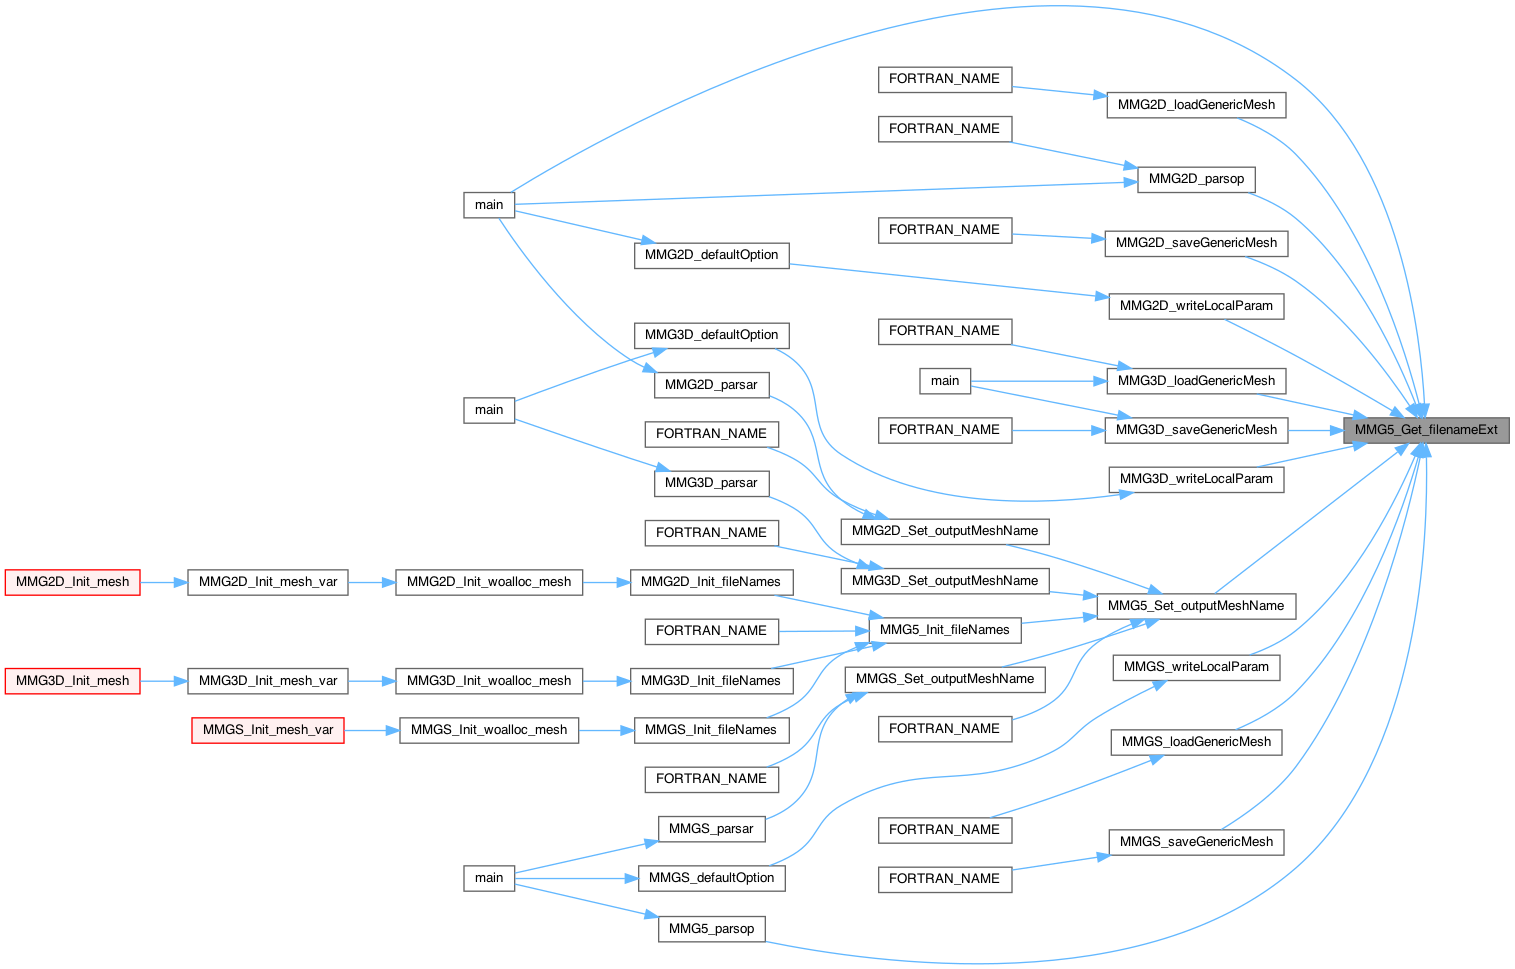 FORTRAN_NAME
MMG2D_loadGenericMesh
FORTRAN_NAME
MMG2D_parsop
main
FORTRAN_NAME
MMG2D_saveGenericMesh
MMG2D_defaultOption
MMG2D_writeLocalParam
FORTRAN_NAME
MMG3D_defaultOption
main
MMG3D_loadGenericMesh
MMG2D_parsar
main
FORTRAN_NAME
MMG3D_saveGenericMesh
MMG5_Get_filenameExt
FORTRAN_NAME
MMG3D_parsar
MMG3D_writeLocalParam
FORTRAN_NAME
MMG2D_Set_outputMeshName
MMG2D_Init_mesh
MMG2D_Init_mesh_var
MMG2D_Init_woalloc_mesh
MMG2D_Init_fileNames
MMG3D_Set_outputMeshName
MMG5_Set_outputMeshName
FORTRAN_NAME
MMG5_Init_fileNames
MMGS_writeLocalParam
MMG3D_Init_mesh
MMG3D_Init_mesh_var
MMG3D_Init_woalloc_mesh
MMG3D_Init_fileNames
MMGS_Set_outputMeshName
MMGS_Init_mesh_var
MMGS_Init_woalloc_mesh
MMGS_Init_fileNames
FORTRAN_NAME
MMGS_loadGenericMesh
FORTRAN_NAME
MMGS_parsar
FORTRAN_NAME
MMGS_saveGenericMesh
main
MMGS_defaultOption
FORTRAN_NAME
MMG5_parsop